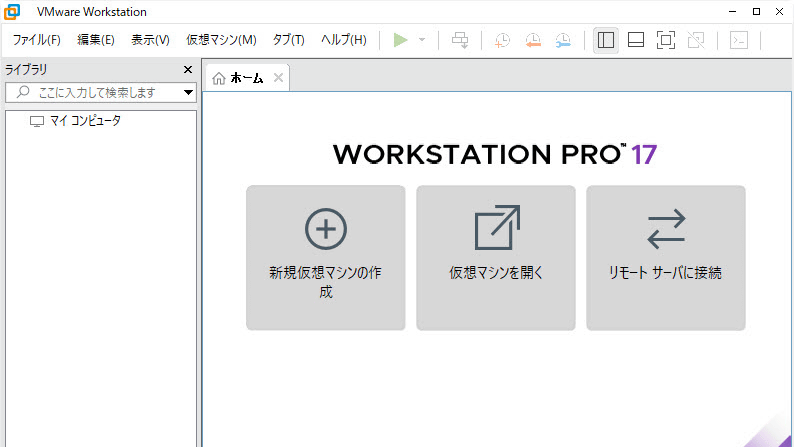 VMware Workstation
ファイル(F) 編集(E) 表示(V) 仮想マシン(M) タブ(T) ヘルプ(H)
ライブラリ
ここに入力して検索します
マイ コンピュータ
ホーム
WORKSTATION PRO™ 17
新規仮想マシンの作
成
仮想マシンを開く
リモート サーバに接続